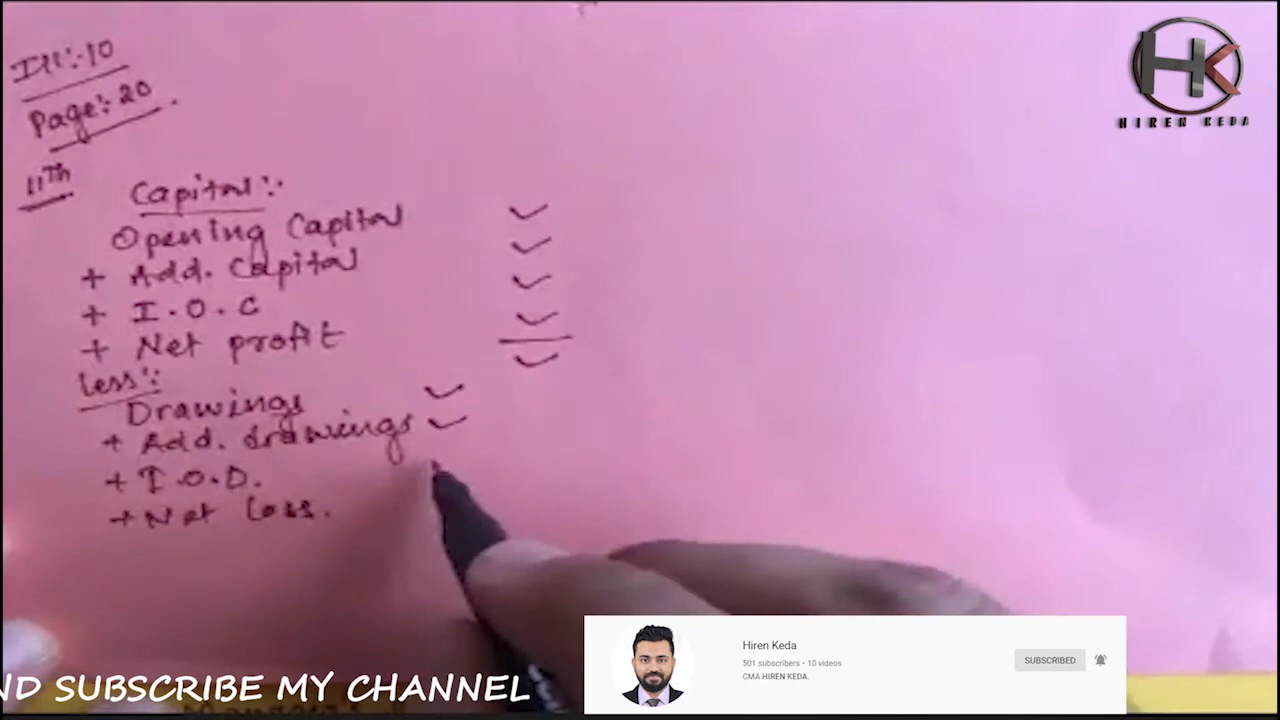 Ill:- 10
Page:- 20
11th
Capital:-
Opening Capital
+ Add. Capital
+ I.O.C
+ Net profit
Less:-
Drawings
+ Add. drawings
+ I.O.D.
+ Net Loss.
HK
HIREN KEDA
Hiren Keda
501 subscribers • 10 videos
CMA HIREN KEDA.
SUBSCRIBED
ND SUBSCRIBE MY CHANNEL